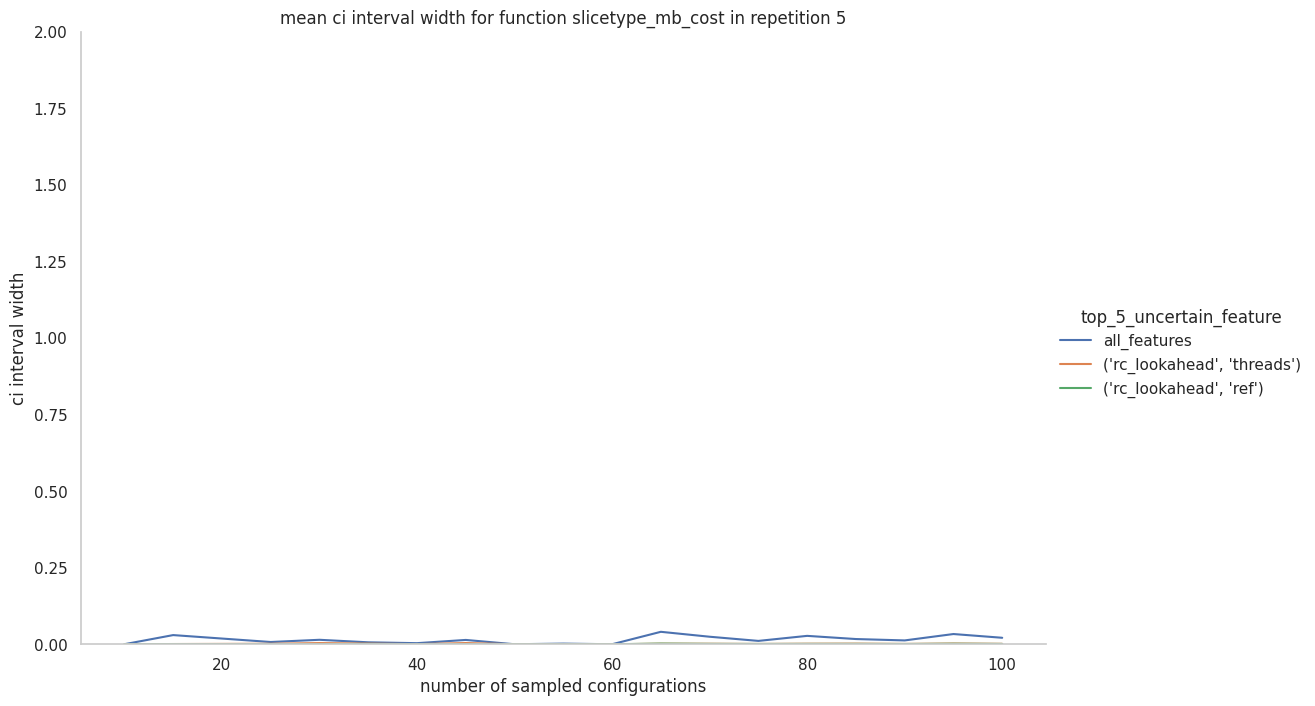 mean ci interval width for function slicetype_mb_cost in repetition 5
2.00
1.75
1.50
1.25
1.00
0.75
0.50
0.25
0.00
ci interval width
20
40
60
80
100
number of sampled configurations
top_5_uncertain_feature
all_features
('rc_lookahead', 'threads')
('rc_lookahead', 'ref')